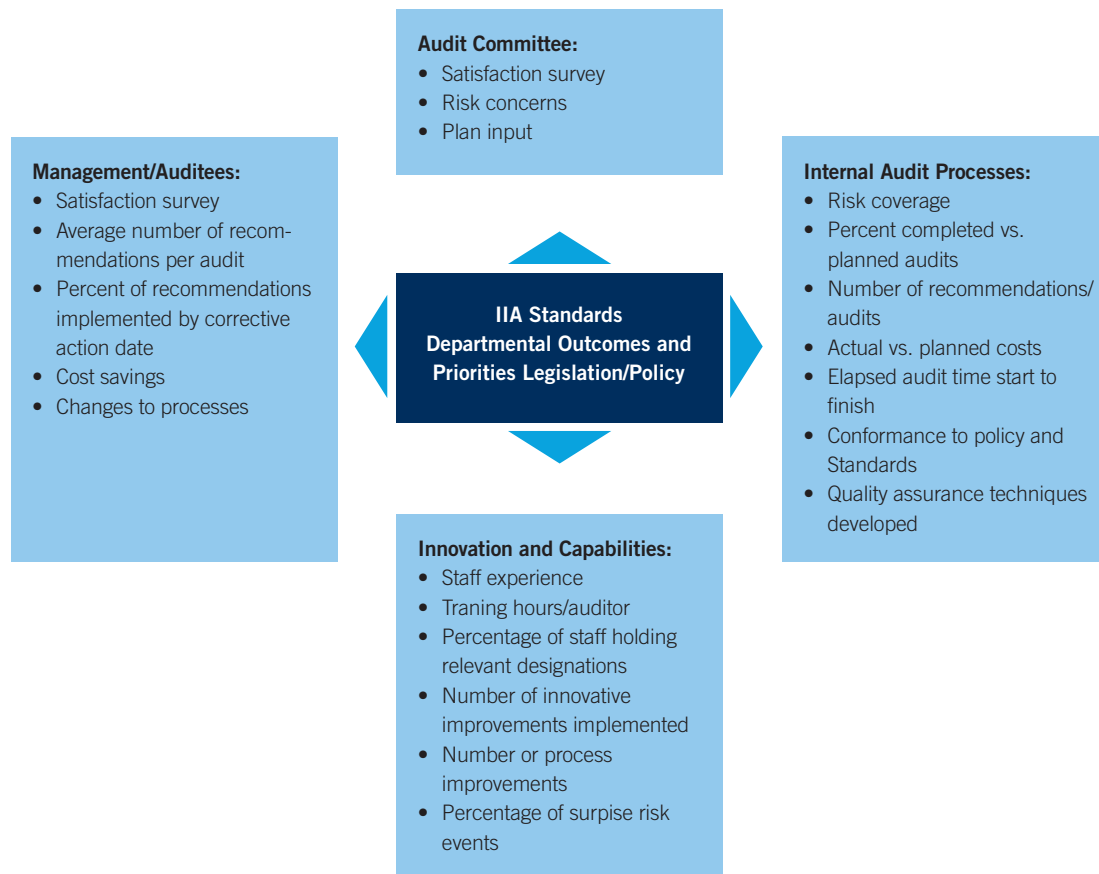 Audit Committee:
• Satisfaction survey
• Risk concerns
• Plan input
Management/Auditees:
• Satisfaction survey
• Average number of recom-
mendations per audit
• Percent of recommendations
implemented by corrective
action date
• Cost savings
• Changes to processes
IIA Standards
Departmental Outcomes and
Priorities Legislation/Policy
Internal Audit Processes:
• Risk coverage
• Percent completed vs.
planned audits
• Number of recommendations/
audits
• Actual vs. planned costs
• Elapsed audit time start to
finish
• Conformance to policy and
Standards
• Quality assurance techniques
developed
Innovation and Capabilities:
• Staff experience
• Traning hours/auditor
• Percentage of staff holding
relevant designations
• Number of innovative
improvements implemented
• Number or process
improvements
• Percentage of surprise risk
events